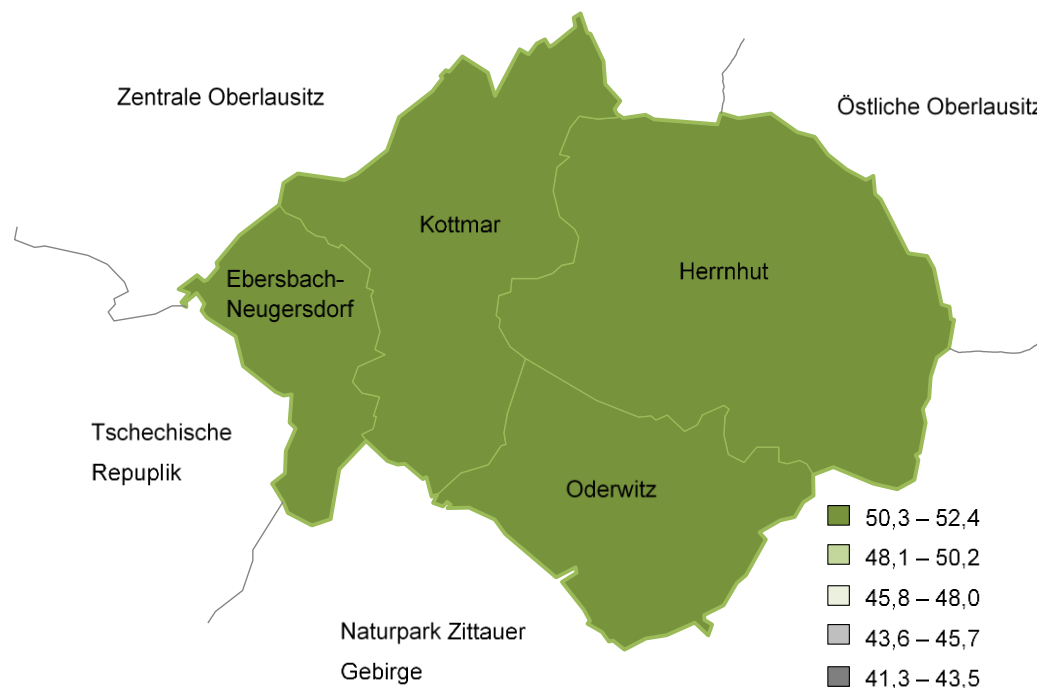 Zentrale Oberlausitz
Östliche Oberlausitz
Kottmar
Herrnhut
Ebersbach-
Neugersdorf
Tschechische
Repuplik
Oderwitz
Naturpark Zittauer
Gebirge
50,3 – 52,4
48,1 – 50,2
45,8 – 48,0
43,6 – 45,7
41,3 – 43,5